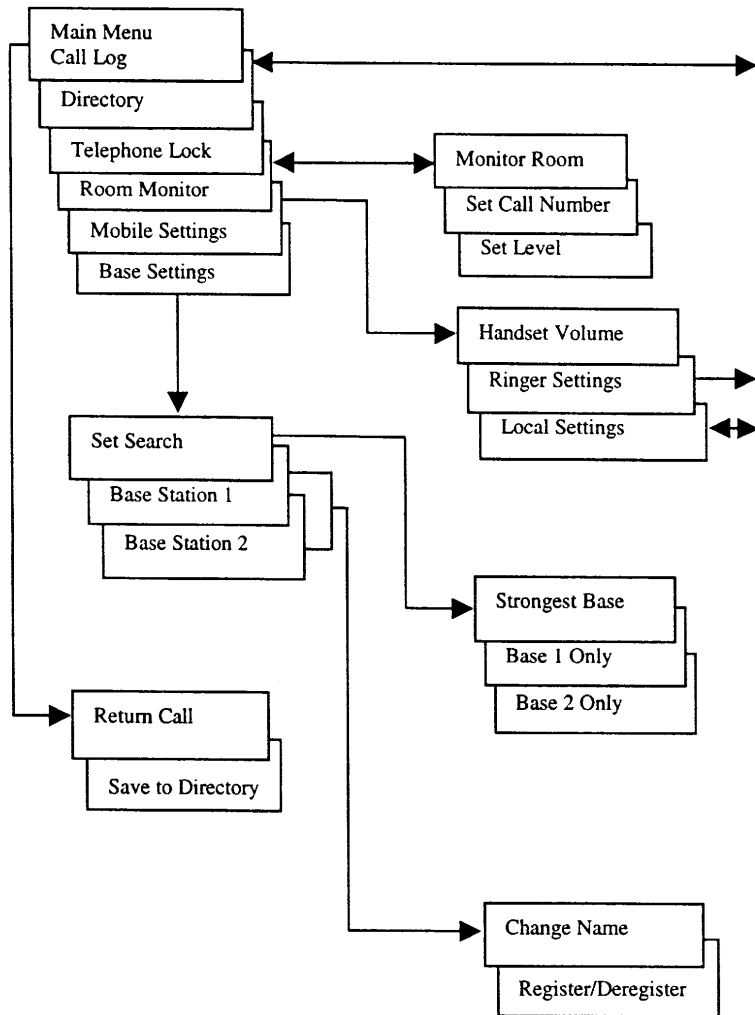 Main Menu
Call Log
Directory
Telephone Lock
Room Monitor
Mobile Settings
Base Settings
Monitor Room
Set Call Number
Set Level
Handset Volume
Ringer Settings
Local Settings
Set Search
Base Station 1
Base Station 2
Strongest Base
Base 1 Only
Base 2 Only
Return Call
Save to Directory
Change Name
Register/Deregister